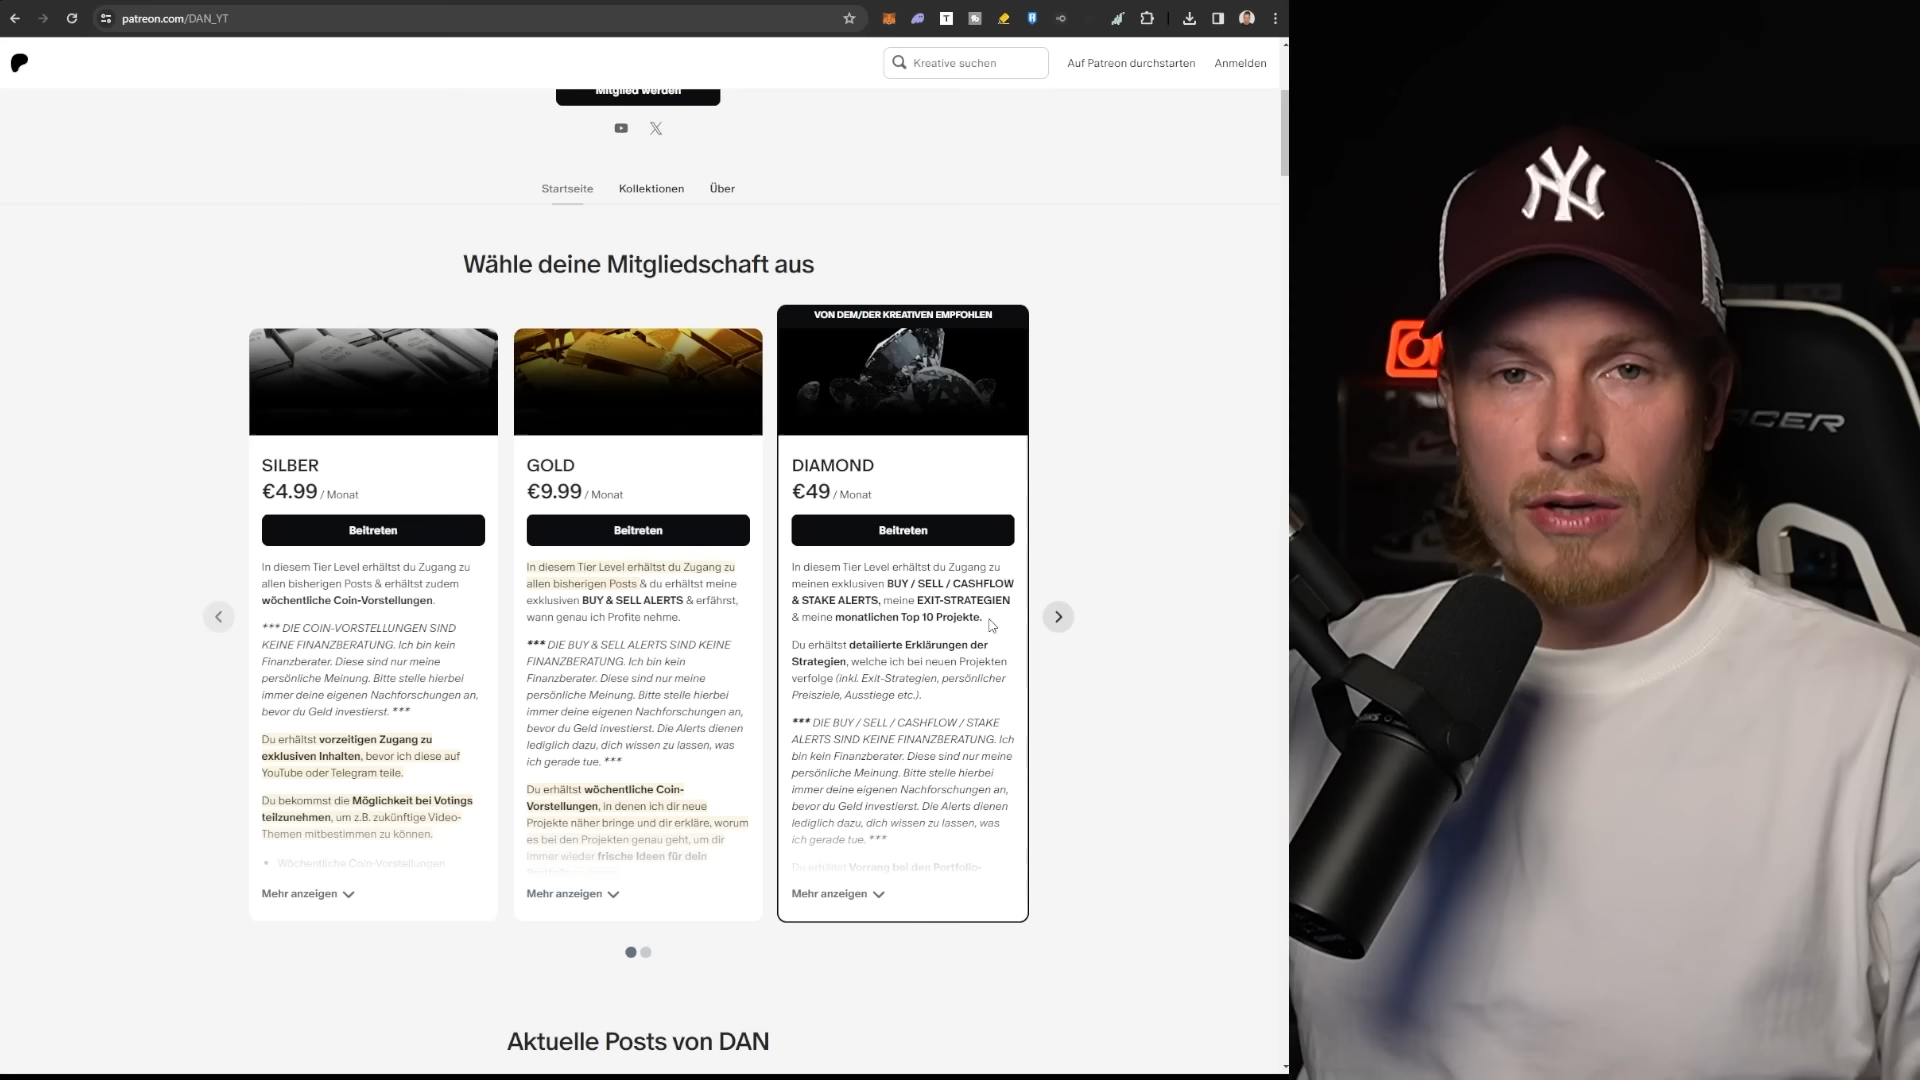 patreon.com/DAN_YT
Kreative suchen
Auf Patreon durchstarten
Anmelden
Mitglied werden
Startseite
Kollektionen
Über
Wähle deine Mitgliedschaft aus
SILBER
€4.99 / Monat
Beitreten
In diesem Tier Level erhältst du Zugang zu
allen bisherigen Posts & erhältst zudem
wöchentliche Coin-Vorstellungen.
*** DIE COIN-VORSTELLUNGEN SIND
KEINE FINANZBERATUNG. Ich bin kein
Finanzberater. Diese sind nur meine
persönliche Meinung. Bitte stelle hierbei
immer deine eigenen Nachforschungen an,
bevor du Geld investierst. ***
Du erhältst vorzeitigen Zugang zu
exklusiven Inhalten, bevor ich diese auf
YouTube oder Telegram teile.
Du bekommst die Möglichkeit bei Votings
teilzunehmen, um z.B. zukünftige Video-
Themen mitbestimmen zu können.
• Wöchentliche Coin-Vorstellungen
Mehr anzeigen
GOLD
€9.99 / Monat
Beitreten
In diesem Tier Level erhältst du Zugang zu
allen bisherigen Posts & du erhältst meine
exklusiven BUY & SELL ALERTS & erfährst,
wann genau ich Profite nehme.
*** DIE BUY & SELL ALERTS SIND KEINE
FINANZBERATUNG. Ich bin kein
Finanzberater. Diese sind nur meine
persönliche Meinung. Bitte stelle hierbei
immer deine eigenen Nachforschungen an,
bevor du Geld investierst. Die Alerts dienen
lediglich dazu, dich wissen zu lassen, was
ich gerade tue. ***
Du erhältst wöchentliche Coin-
Vorstellungen, in denen ich dir neue
Projekte näher bringe und dir erkläre, worum
es bei den Projekten genau geht, um dir
immer wieder frische Ideen für dein
Mehr anzeigen
VON DEM/DER KREATIVEN EMPFOHLEN
DIAMOND
€49 / Monat
Beitreten
In diesem Tier Level erhältst du Zugang zu
meinen exklusiven BUY / SELL / CASHFLOW
& STAKE ALERTS, meine EXIT-STRATEGIEN
& meine monatlichen Top 10 Projekte.
Du erhältst detailierte Erklärungen der
Strategien, welche ich bei neuen Projekten
verfolge (inkl. Exit-Strategien, persönlicher
Preisziele, Ausstiege etc.).
*** DIE BUY / SELL / CASHFLOW / STAKE
ALERTS SIND KEINE FINANZBERATUNG. Ich
bin kein Finanzberater. Diese sind nur meine
persönliche Meinung. Bitte stelle hierbei
immer deine eigenen Nachforschungen an,
bevor du Geld investierst. Die Alerts dienen
lediglich dazu, dich wissen zu lassen, was
ich gerade tue. ***
Du erhältst Vorrang bei den Portfolio-
Mehr anzeigen
Aktuelle Posts von DAN
NY